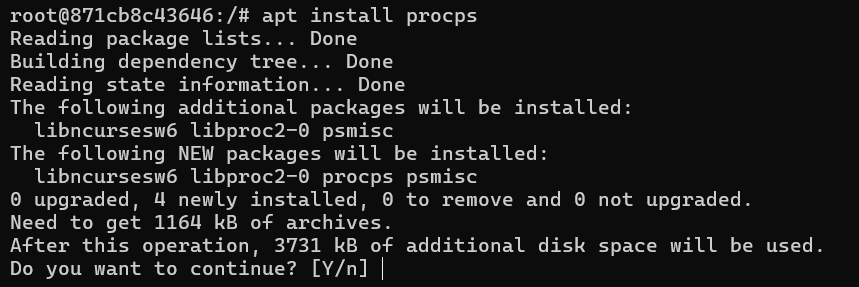 root@871cb8c43646:/# apt install procps
Reading package lists... Done
Building dependency tree... Done
Reading state information... Done
The following additional packages will be installed:
  libncursesw6 libproc2-0 psmisc
The following NEW packages will be installed:
  libncursesw6 libproc2-0 procps psmisc
0 upgraded, 4 newly installed, 0 to remove and 0 not upgraded.
Need to get 1164 kB of archives.
After this operation, 3731 kB of additional disk space will be used.
Do you want to continue? [Y/n]